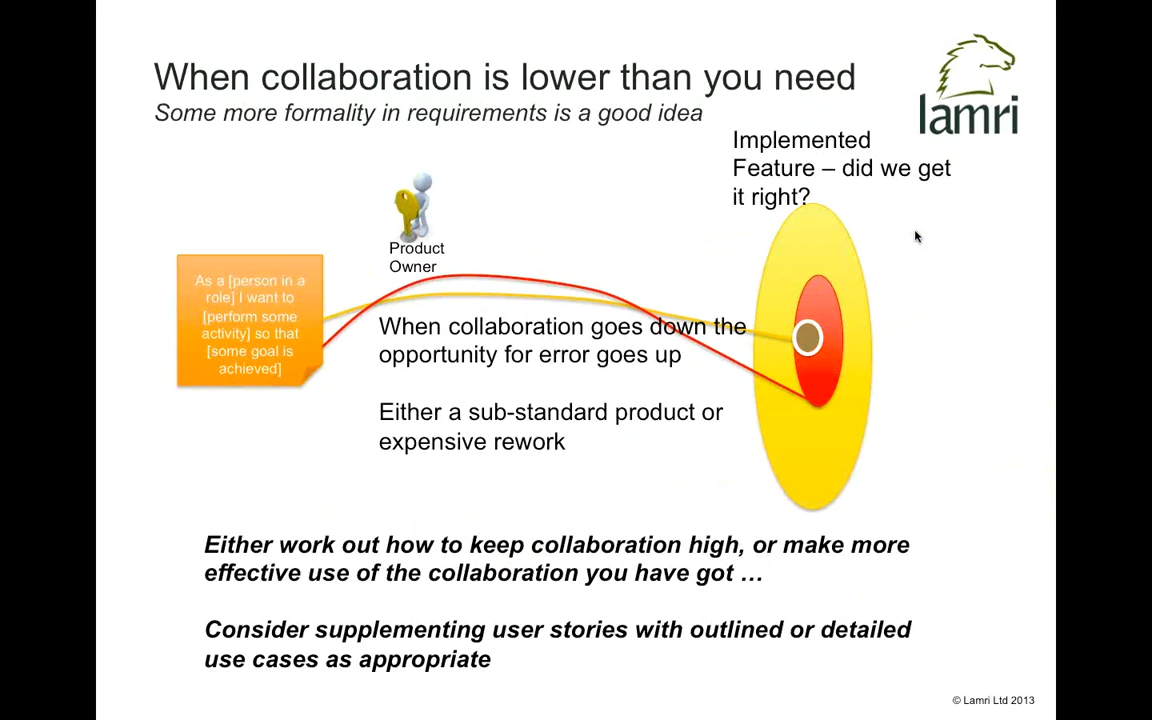 When collaboration is lower than you need
Some more formality in requirements is a good idea
lamri
Implemented
Feature – did we get
it right?
Product
Owner
As a [person in a
role] I want to
[perform some
activity] so that
[some goal is
achieved]
When collaboration goes down the
opportunity for error goes up
Either a sub-standard product or
expensive rework
Either work out how to keep collaboration high, or make more
effective use of the collaboration you have got …
Consider supplementing user stories with outlined or detailed
use cases as appropriate
© Lamri Ltd 2013